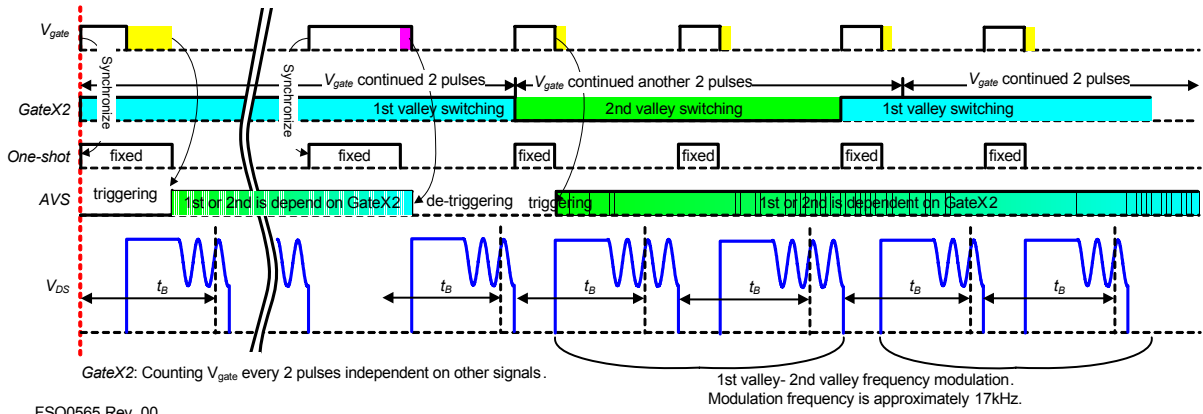 Vgate
Synchronize
Synchronize
Vgate continued 2 pulses
Vgate continued another 2 pulses
Vgate continued 2 pulses
GateX2
1st valley switching
2nd valley switching
1st valley switching
One-shot
fixed
fixed
fixed
fixed
fixed
fixed
AVS
triggering
1st or 2nd is depend on GateX2
de-triggering
triggering
1st or 2nd is dependent on GateX2
VDS
tB
tB
tB
tB
tB
tB
GateX2: Counting Vgate every 2 pulses independent on other signals.
1st valley- 2nd valley frequency modulation.
Modulation frequency is approximately 17kHz.
FSQ0565 Rev. 00